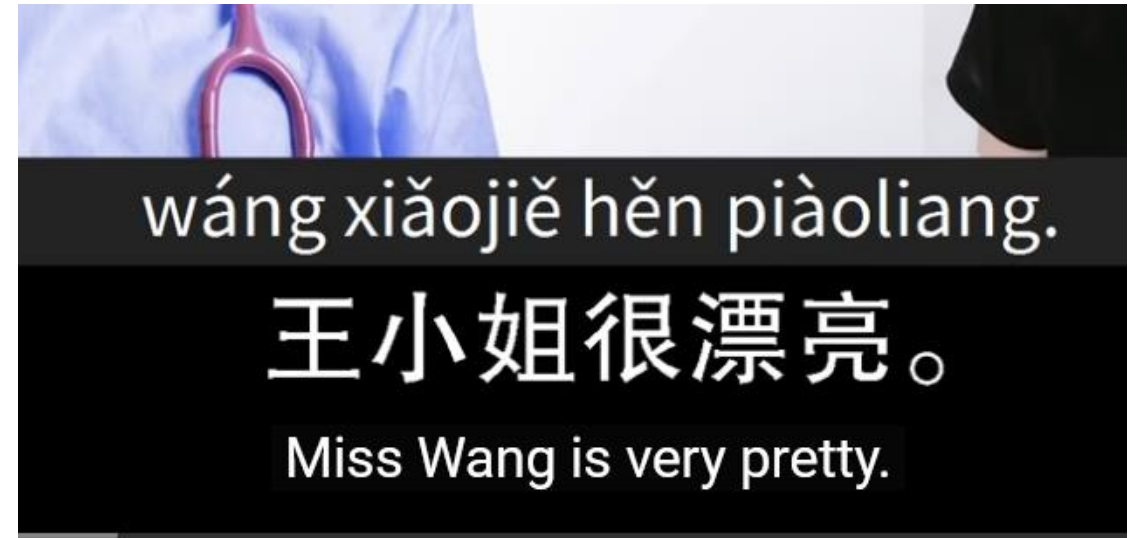 wáng xiǎojiě hěn piàoliang.
王小姐很漂亮。
Miss Wang is very pretty.